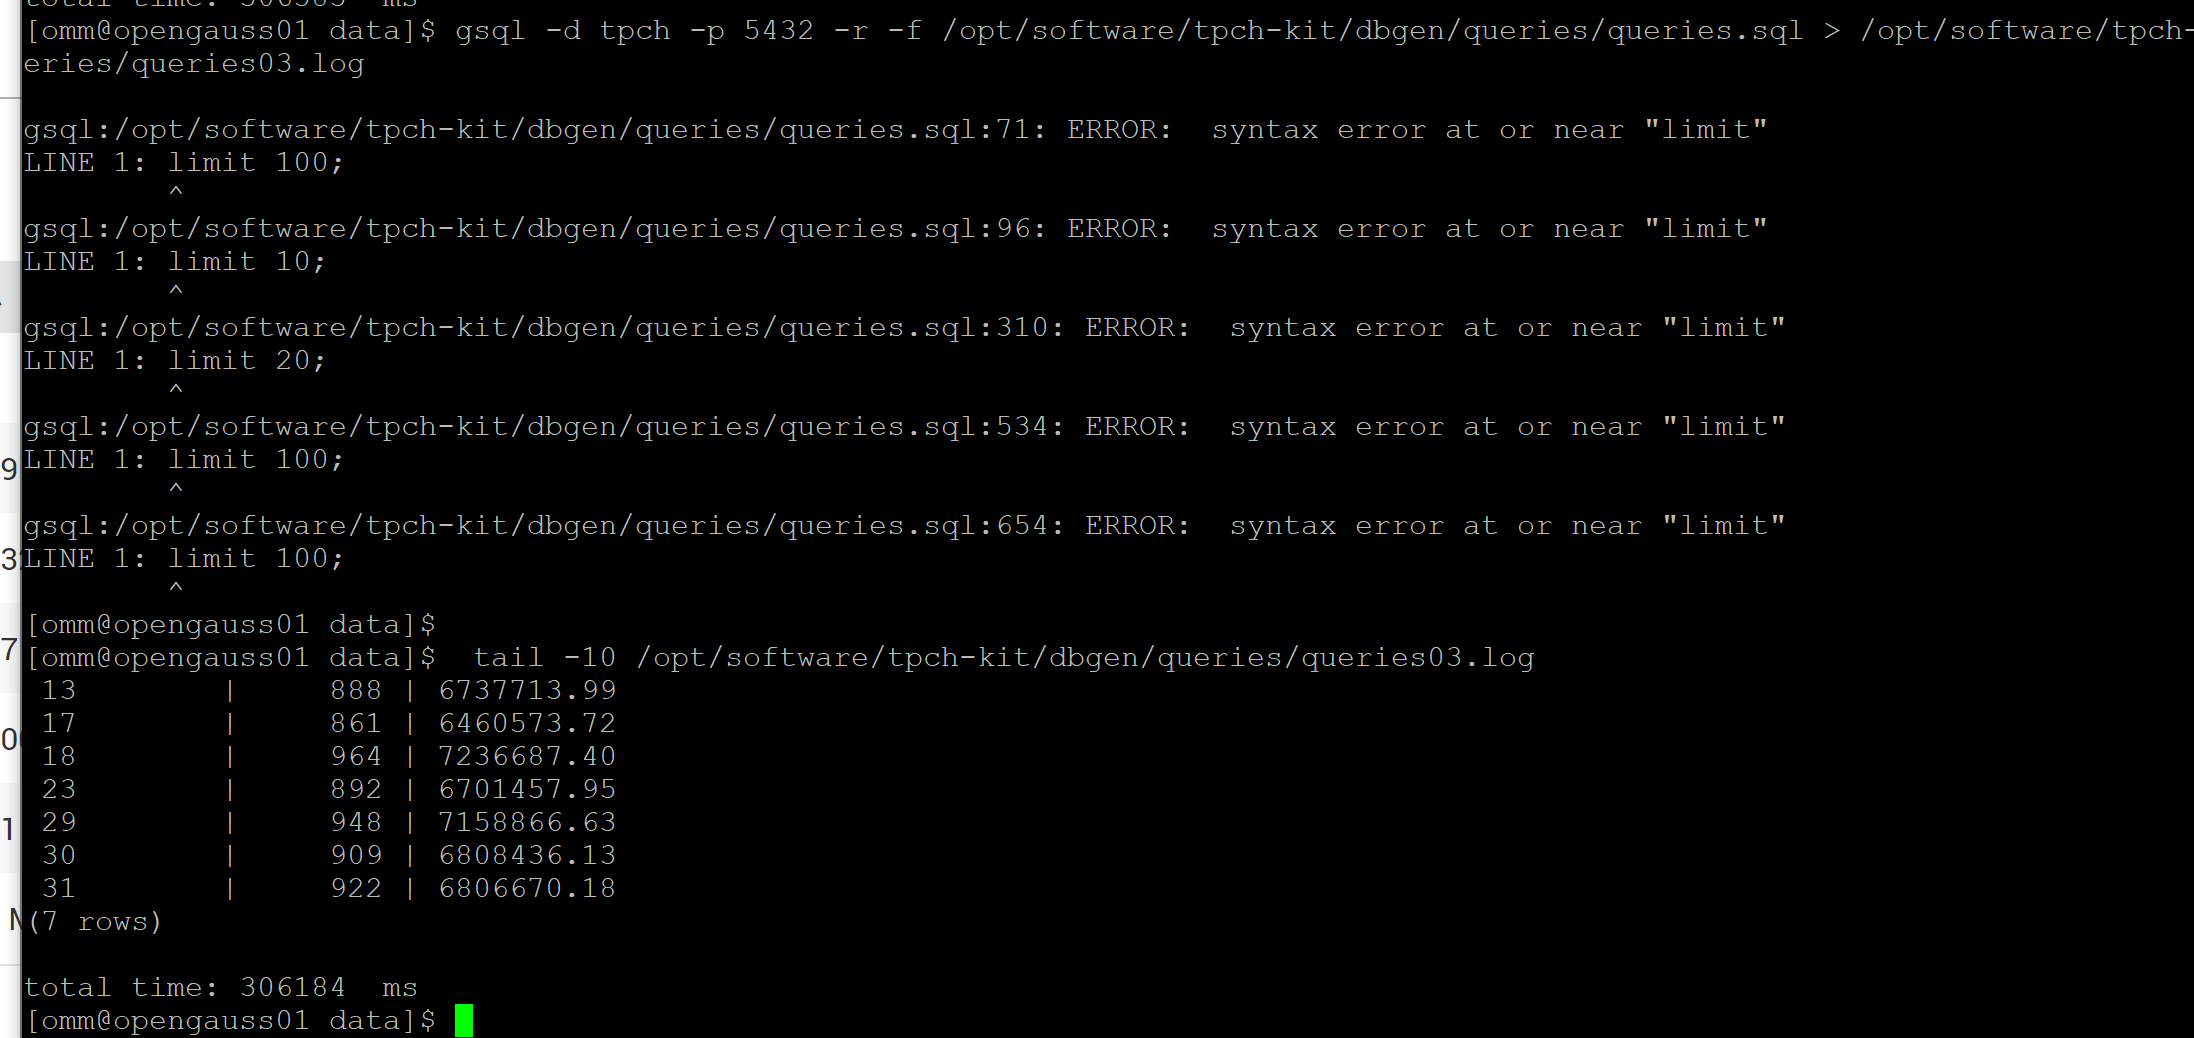 total time: 306383  ms
[omm@opengauss01 data]$ gsql -d tpch -p 5432 -r -f /opt/software/tpch-kit/dbgen/queries/queries.sql > /opt/software/tpch-
eries/queries03.log
gsql:/opt/software/tpch-kit/dbgen/queries/queries.sql:71: ERROR:  syntax error at or near "limit"
LINE 1: limit 100;
        ^
gsql:/opt/software/tpch-kit/dbgen/queries/queries.sql:96: ERROR:  syntax error at or near "limit"
LINE 1: limit 10;
        ^
gsql:/opt/software/tpch-kit/dbgen/queries/queries.sql:310: ERROR:  syntax error at or near "limit"
LINE 1: limit 20;
        ^
gsql:/opt/software/tpch-kit/dbgen/queries/queries.sql:534: ERROR:  syntax error at or near "limit"
LINE 1: limit 100;
        ^
gsql:/opt/software/tpch-kit/dbgen/queries/queries.sql:654: ERROR:  syntax error at or near "limit"
LINE 1: limit 100;
        ^
[omm@opengauss01 data]$
[omm@opengauss01 data]$  tail -10 /opt/software/tpch-kit/dbgen/queries/queries03.log
 13        |     888 | 6737713.99
 17        |     861 | 6460573.72
 18        |     964 | 7236687.40
 23        |     892 | 6701457.95
 29        |     948 | 7158866.63
 30        |     909 | 6808436.13
 31        |     922 | 6806670.18
(7 rows)
total time: 306184  ms
[omm@opengauss01 data]$